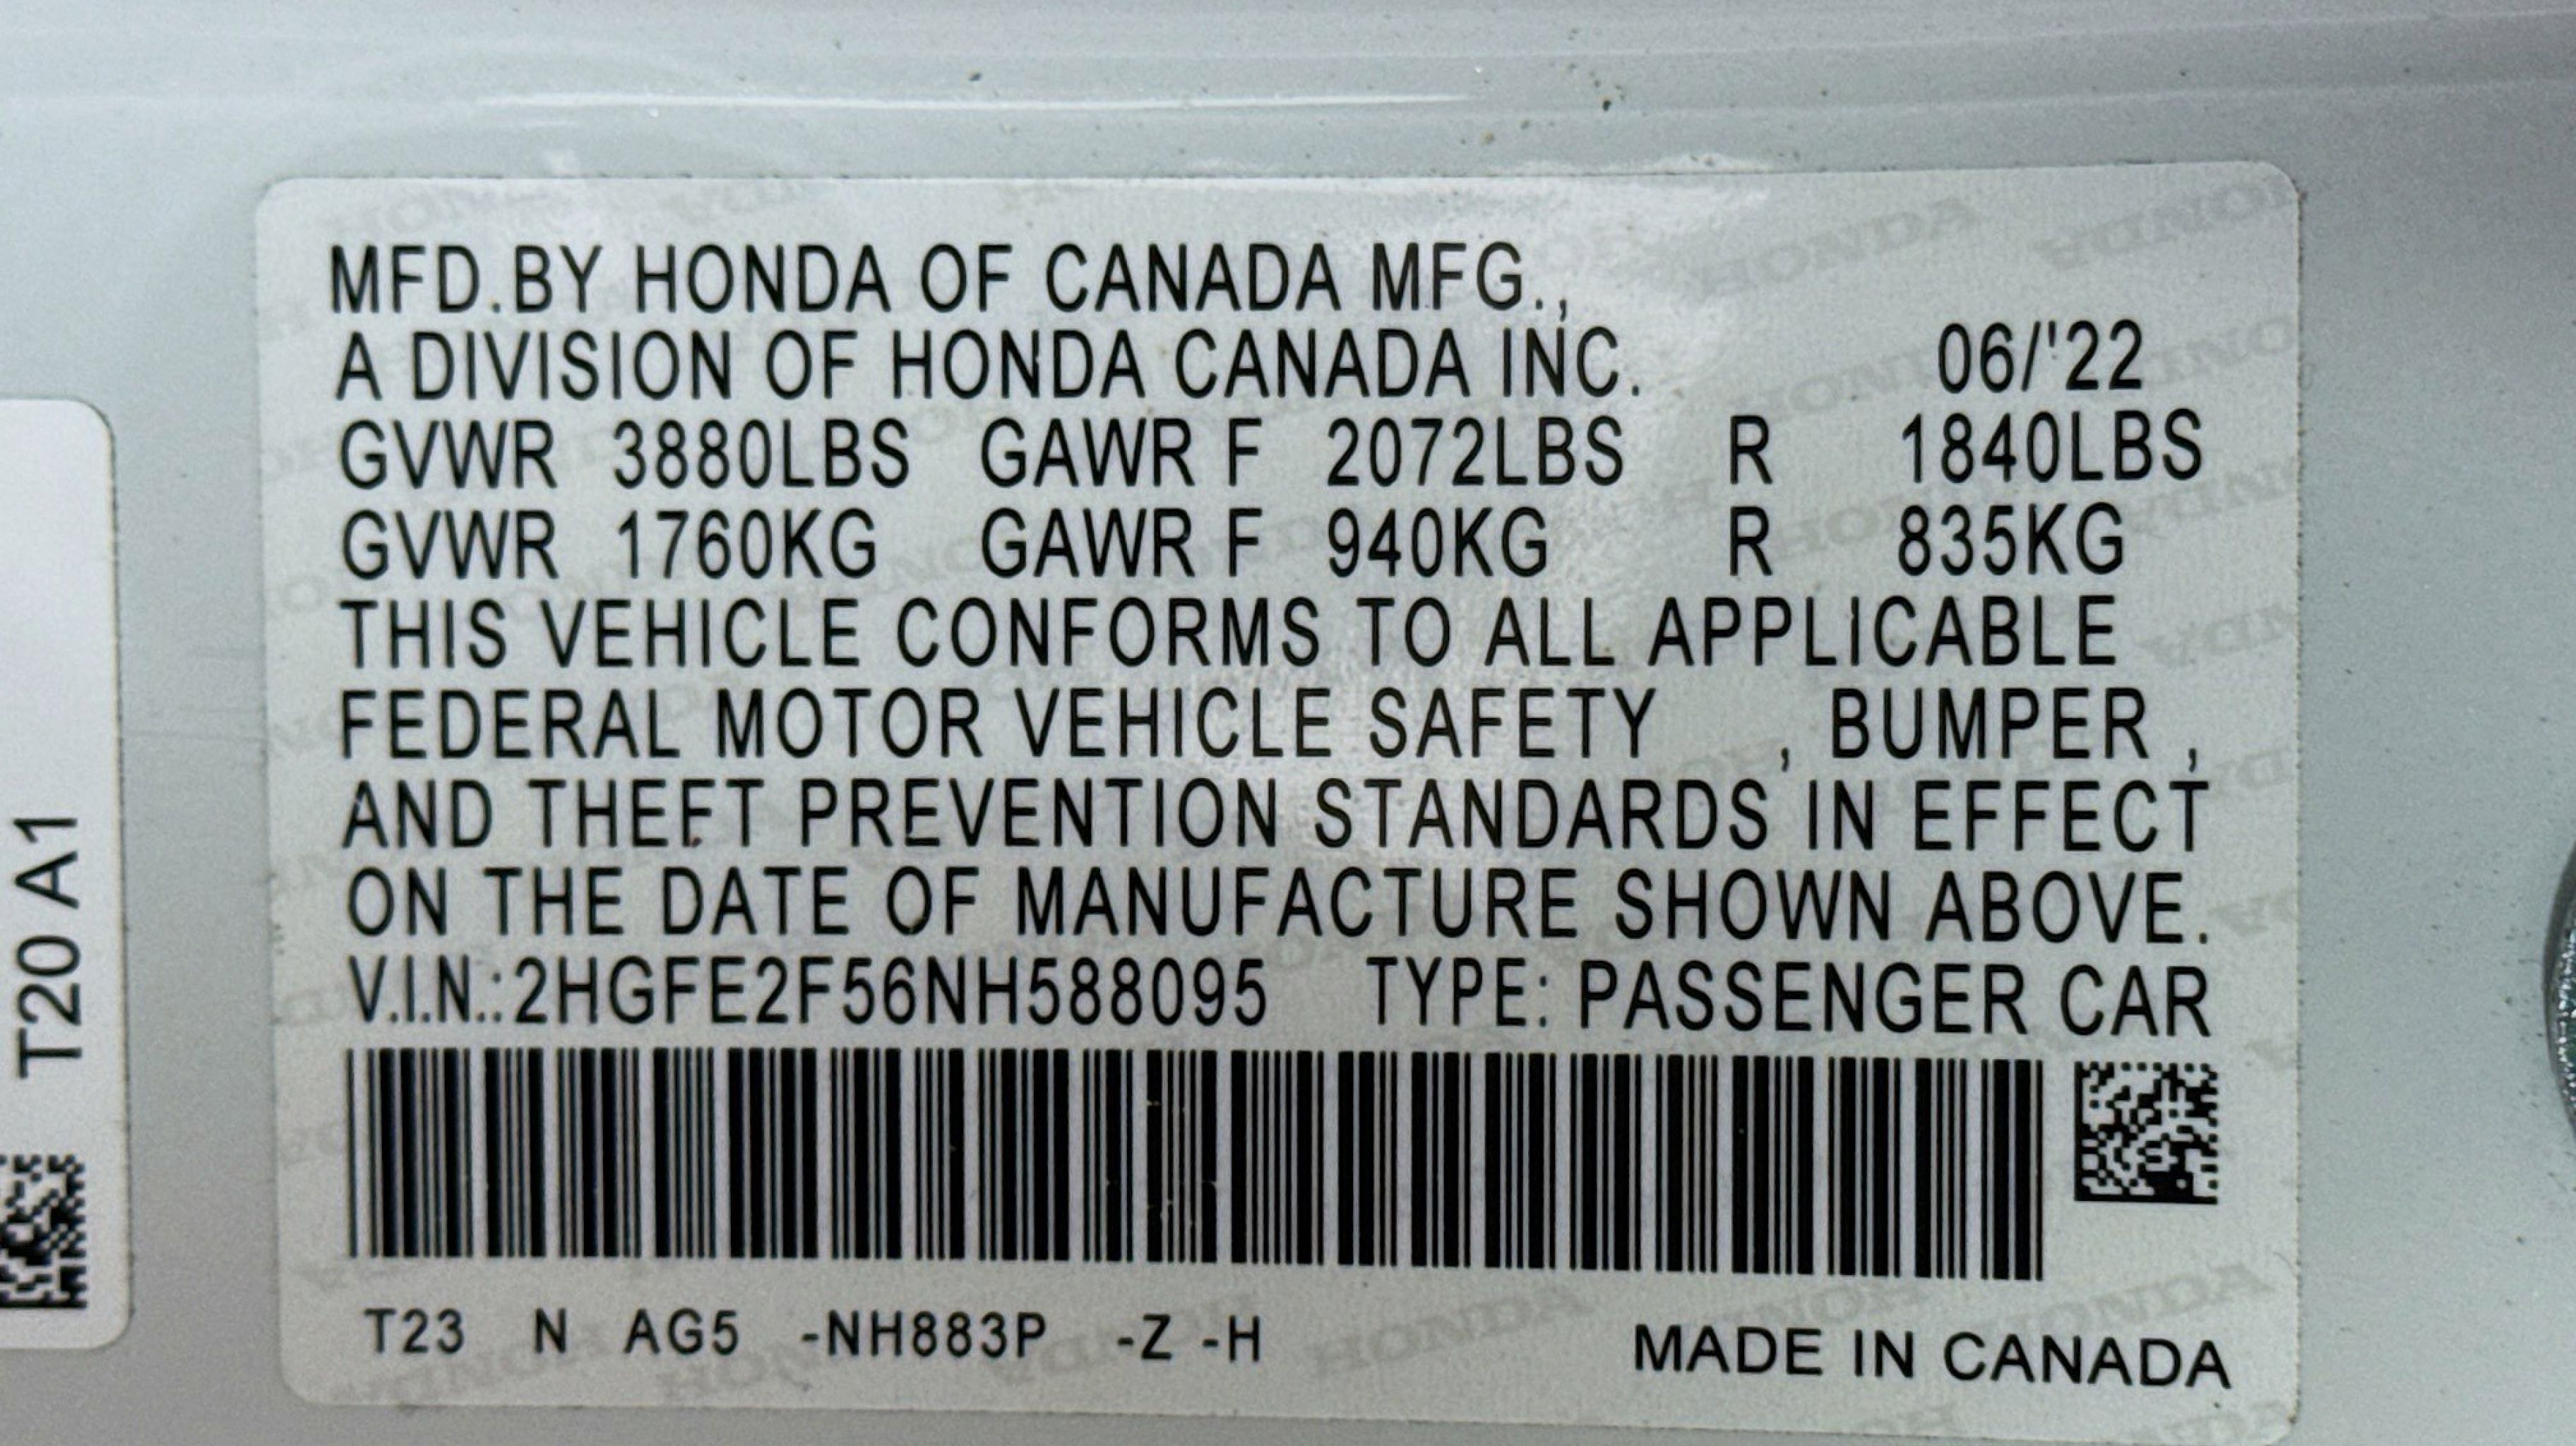 MFD.BY HONDA OF CANADA MFG.,
A DIVISION OF HONDA CANADA INC. 06/'22
GVWR 3880LBS GAWR F 2072LBS R 1840LBS
GVWR 1760KG GAWR F 940KG R 835KG
THIS VEHICLE CONFORMS TO ALL APPLICABLE
FEDERAL MOTOR VEHICLE SAFETY , BUMPER ,
AND THEFT PREVENTION STANDARDS IN EFFECT
ON THE DATE OF MANUFACTURE SHOWN ABOVE.
V.I.N.:2HGFE2F56NH588095 TYPE: PASSENGER CAR
T23 N AG5 -NH883P -Z -H MADE IN CANADA
T20 A1